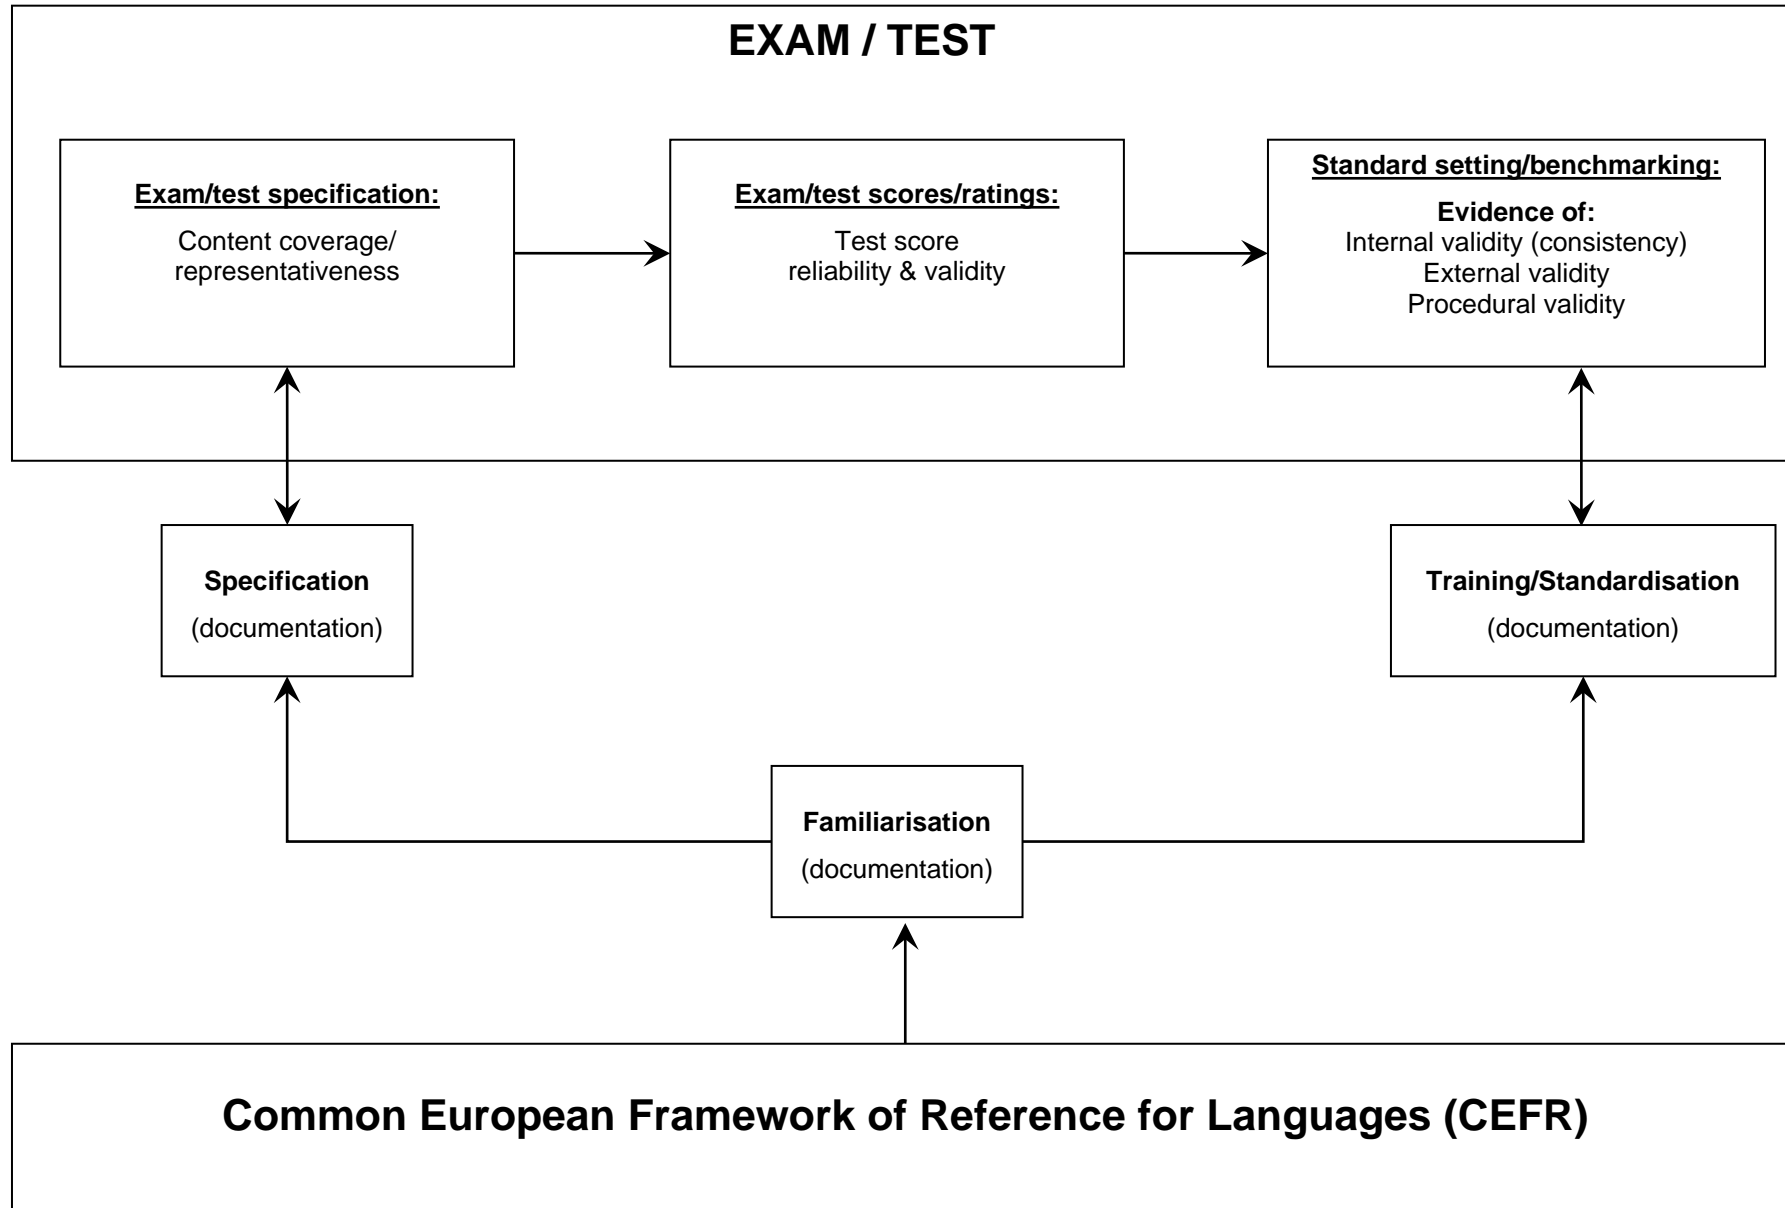 EXAM / TEST
Exam/test specification:
Content coverage/
representativeness
Exam/test scores/ratings:
Test score
reliability & validity
Standard setting/benchmarking:
Evidence of:
Internal validity (consistency)
External validity
Procedural validity
Specification
(documentation)
Training/Standardisation
(documentation)
Familiarisation
(documentation)
Common European Framework of Reference for Languages (CEFR)